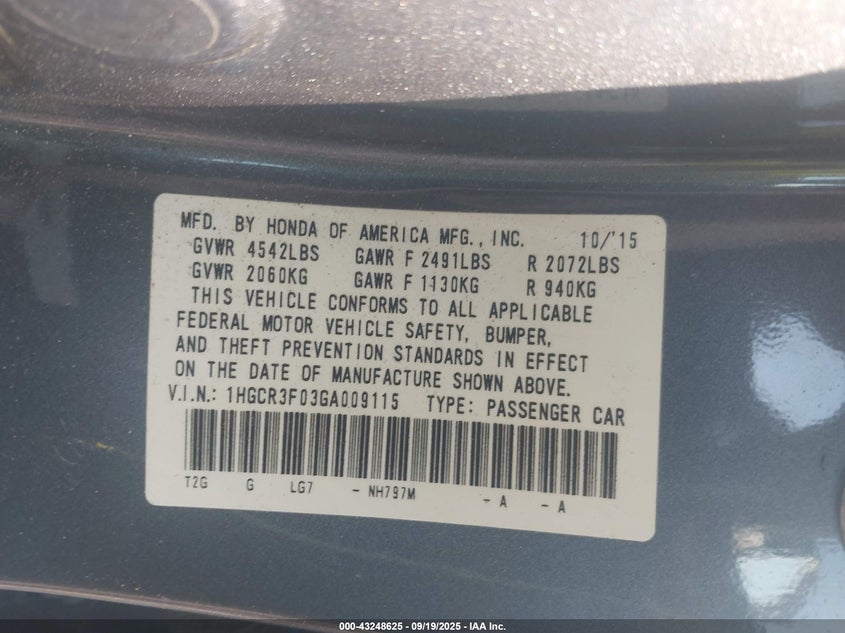 MFD. BY HONDA OF AMERICA MFG., INC. 10/'15
GVWR 4542LBS GAWR F 2491LBS R 2072LBS
GVWR 2060KG GAWR F 1130KG R 940KG
THIS VEHICLE CONFORMS TO ALL APPLICABLE
FEDERAL MOTOR VEHICLE SAFETY, BUMPER,
AND THEFT PREVENTION STANDARDS IN EFFECT
ON THE DATE OF MANUFACTURE SHOWN ABOVE.
V.I.N.: 1HGCR3F03GA009115 TYPE: PASSENGER CAR
T2G G LG7 - NH797M - A - A
000-43248625 - 09/19/2025 - IAA Inc.